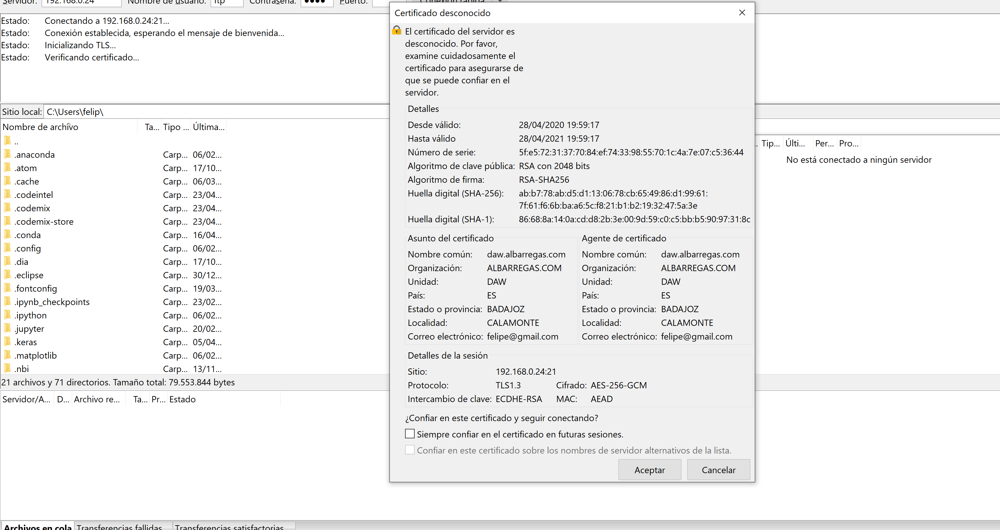 Servidor: 192.168.0.24 Nombre de usuario: ftp Contraseña: ●●●● Puerto: Conexión rápida
Estado: Conectando a 192.168.0.24:21...
Estado: Conexión establecida, esperando el mensaje de bienvenida...
Estado: Inicializando TLS...
Estado: Verificando certificado...
Sitio local: C:\Users\felip\
Nombre de archivo Ta... Tipo ... Última...
..
.anaconda Carp... 06/02...
.atom Carp... 17/10...
.cache Carp... 06/03...
.codeintel Carp... 23/04...
.codemix Carp... 23/04...
.codemix-store Carp... 23/04...
.conda Carp... 16/04...
.config Carp... 06/02...
.dia Carp... 17/10...
.eclipse Carp... 30/12...
.fontconfig Carp... 19/03...
.ipynb_checkpoints Carp... 23/02...
.ipython Carp... 06/02...
.jupyter Carp... 20/02...
.keras Carp... 05/04...
.matplotlib Carp... 06/02...
.nbi Carp... 13/11...
21 archivos y 71 directorios. Tamaño total: 79.553.844 bytes
Servidor/A... D... Archivo re... Ta... Pr... Estado
Archivos en cola Transferencias fallidas Transferencias satisfactorias
Certificado desconocido
El certificado del servidor es
desconocido. Por favor,
examine cuidadosamente el
certificado para asegurarse de
que se puede confiar en el
servidor.
Detalles
Desde válido: 28/04/2020 19:59:17
Hasta válido 28/04/2021 19:59:17
Número de serie: 5f:e5:72:31:37:70:84:ef:74:33:98:55:70:1c:4a:7e:07:c5:36:44
Algoritmo de clave pública: RSA con 2048 bits
Algoritmo de firma: RSA-SHA256
Huella digital (SHA-256): ab:b7:78:ab:d5:d1:13:06:78:cb:65:49:86:d1:99:61:
7f:61:f6:6b:ba:a6:5c:f8:21:b1:b2:19:32:47:5a:3e
Huella digital (SHA-1): 86:68:8a:14:0a:cd:d8:2b:3e:00:9d:59:c0:c5:bb:b5:90:97:31:8c
Asunto del certificado Agente de certificado
Nombre común: daw.albarregas.com Nombre común: daw.albarregas.com
Organización: ALBARREGAS.COM Organización: ALBARREGAS.COM
Unidad: DAW Unidad: DAW
País: ES País: ES
Estado o provincia: BADAJOZ Estado o provincia: BADAJOZ
Localidad: CALAMONTE Localidad: CALAMONTE
Correo electrónico: felipe@gmail.com Correo electrónico: felipe@gmail.com
Detalles de la sesión
Sitio: 192.168.0.24:21
Protocolo: TLS1.3 Cifrado: AES-256-GCM
Intercambio de clave: ECDHE-RSA MAC: AEAD
¿Confiar en este certificado y seguir conectando?
Siempre confiar en el certificado en futuras sesiones.
Confiar en este certificado sobre los nombres de servidor alternativos de la lista.
Aceptar Cancelar
.. Tip... Últi... Per... Pro...
No está conectado a ningún servidor